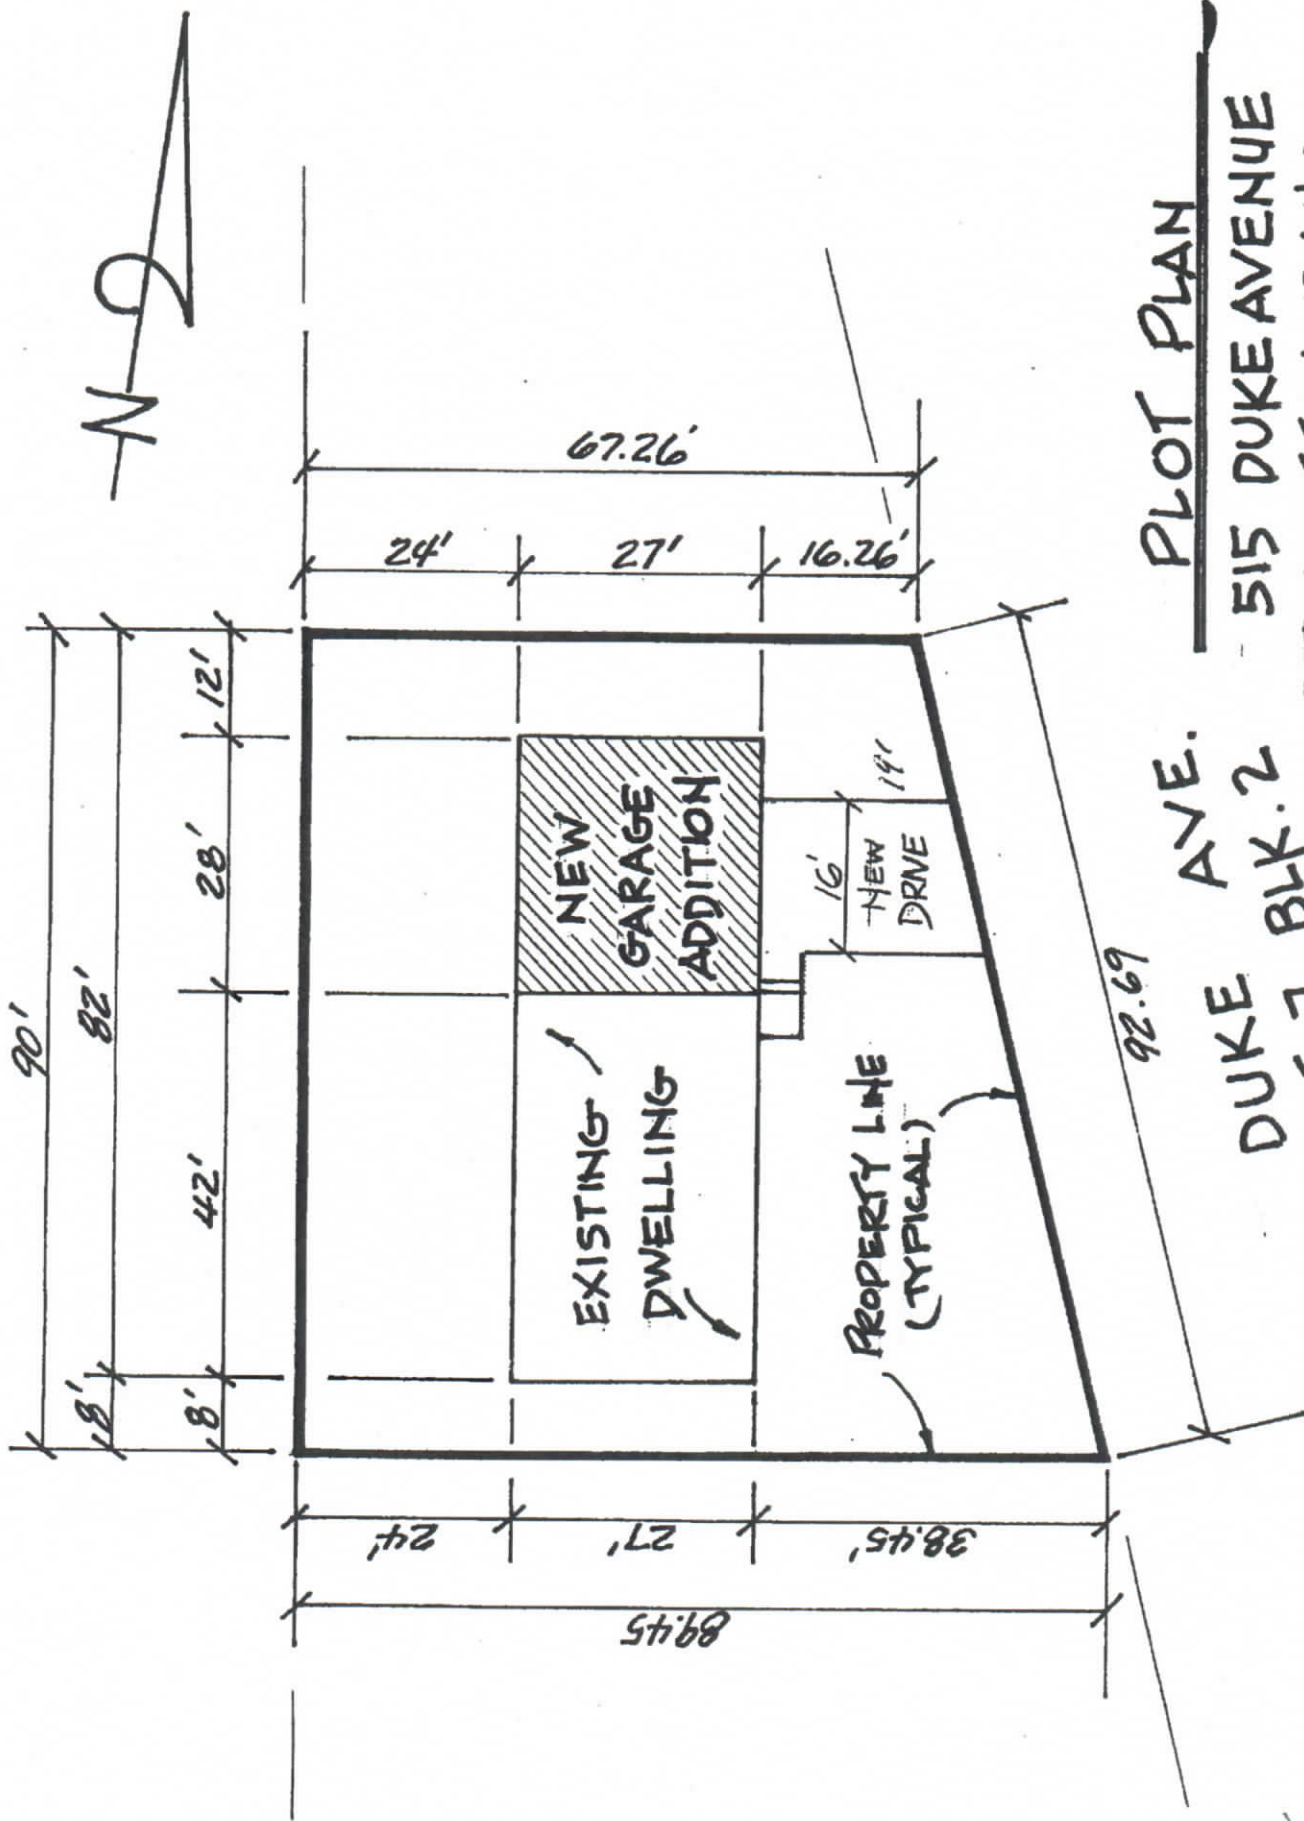 N
90'
8'
82'
8'
42'
28'
12'
24'
27'
38.45'
89.45
24'
27'
16.26'
67.26'
EXISTING
DWELLING
NEW
GARAGE
ADDITION
16'
NEW
DRIVE
19'
PROPERTY LINE
(TYPICAL)
92.69
DUKE AVE.
PLOT PLAN
BLK. 2 515 DUKE AVENUE